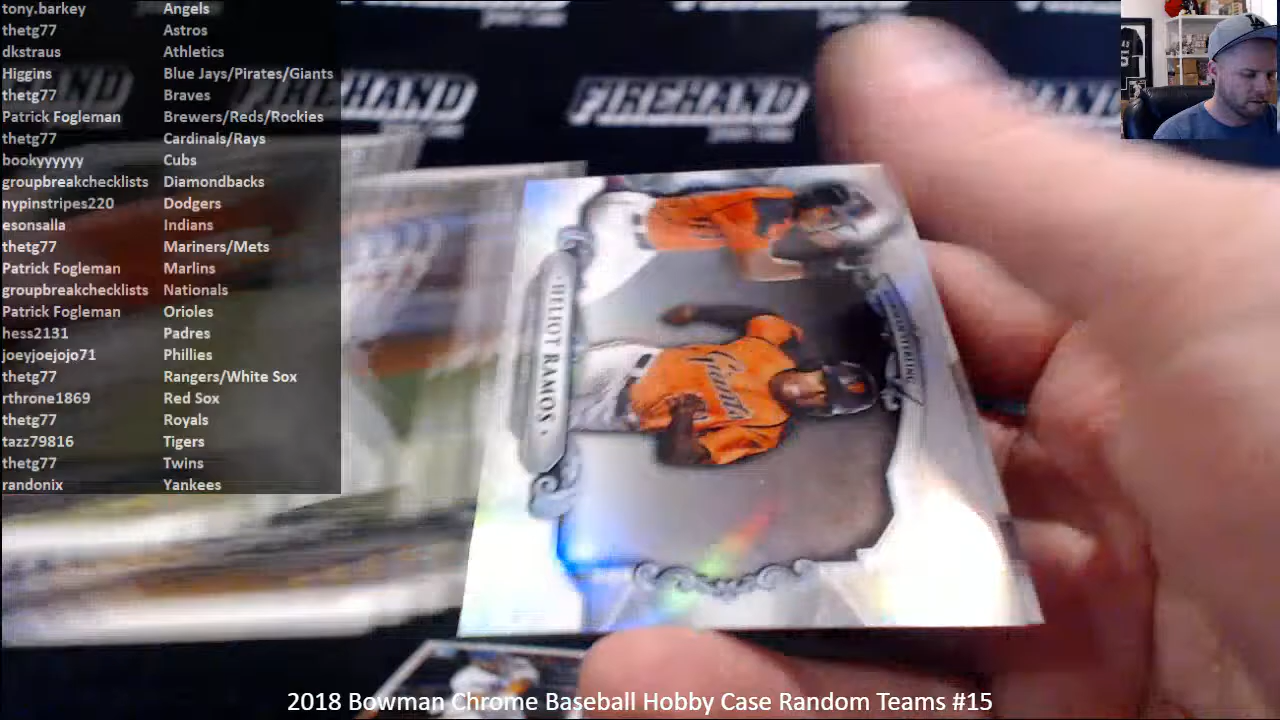 tony.barkey Angels
thetg77 Astros
dkstraus Athletics
Higgins Blue Jays/Pirates/Giants
thetg77 Braves
Patrick Fogleman Brewers/Reds/Rockies
thetg77 Cardinals/Rays
bookyyyyyy Cubs
groupbreakchecklists Diamondbacks
nypinstripes220 Dodgers
esonsalla Indians
thetg77 Mariners/Mets
Patrick Fogleman Marlins
groupbreakchecklists Nationals
Patrick Fogleman Orioles
hess2131 Padres
joeyjoejojo71 Phillies
thetg77 Rangers/White Sox
rthrone1869 Red Sox
thetg77 Royals
tazz79816 Tigers
thetg77 Twins
randonix Yankees
FIREHAND
HELIOT RAMOS
Giants
2018 Bowman Chrome Baseball Hobby Case Random Teams #15